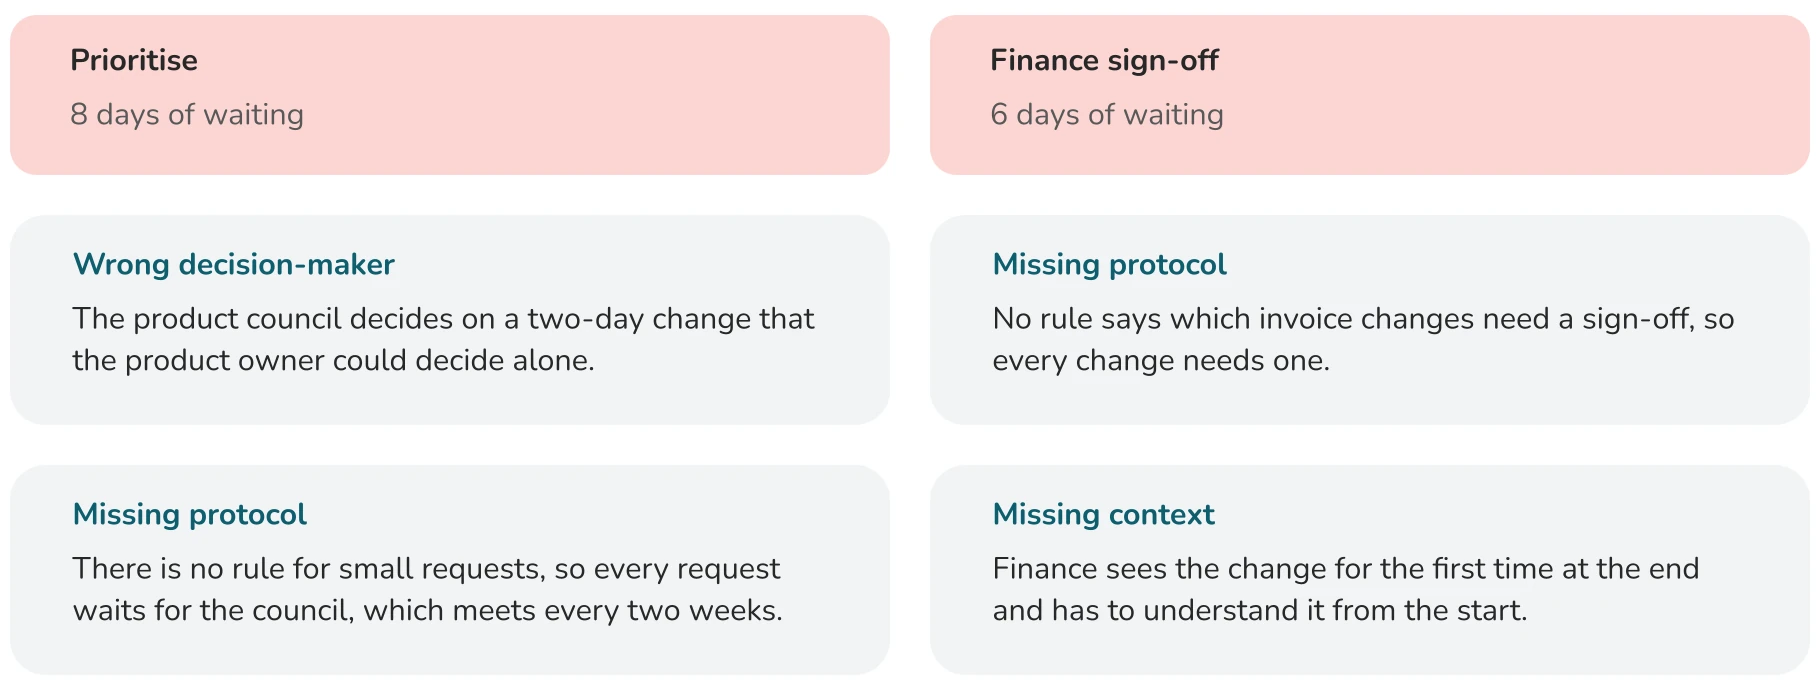 Prioritise
8 days of waiting
Wrong decision-maker
The product council decides on a two-day change that
the product owner could decide alone.
Missing protocol
There is no rule for small requests, so every request
waits for the council, which meets every two weeks.
Finance sign-off
6 days of waiting
Missing protocol
No rule says which invoice changes need a sign-off, so
every change needs one.
Missing context
Finance sees the change for the first time at the end
and has to understand it from the start.